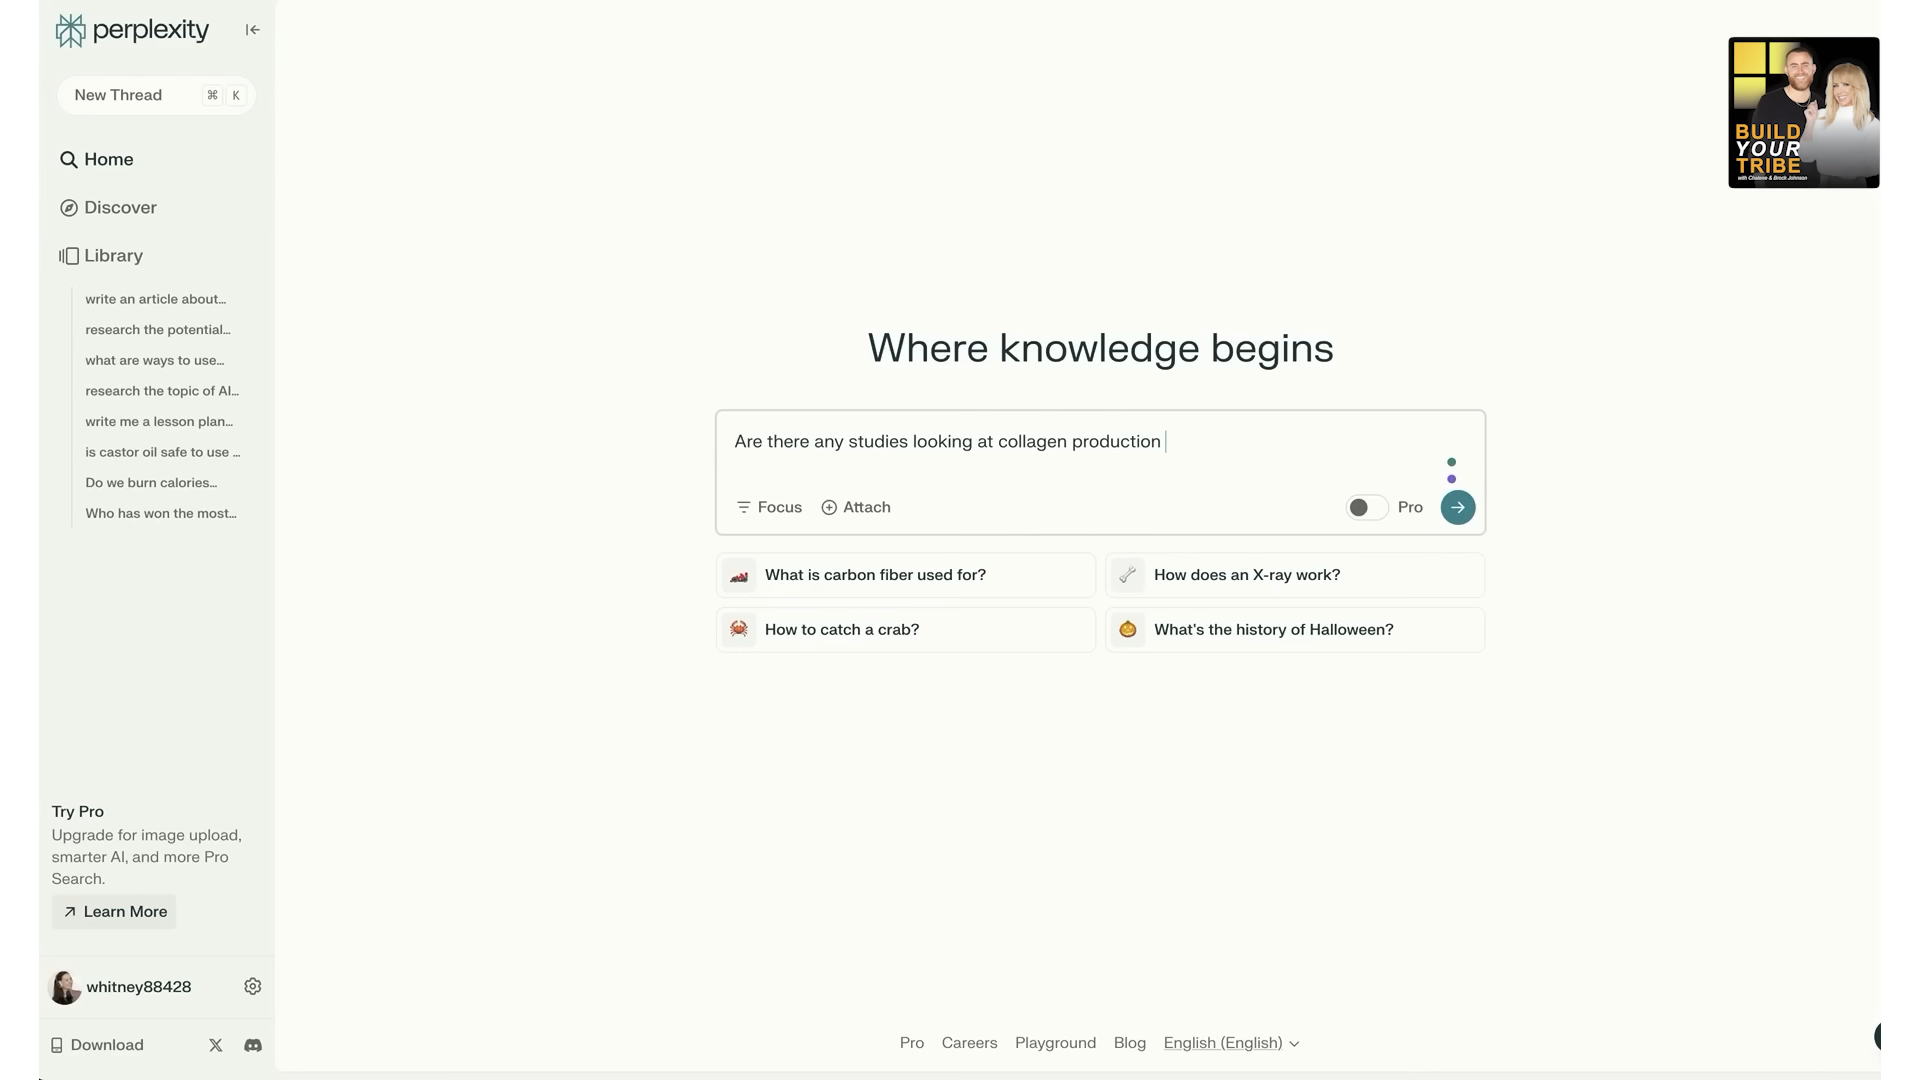 perplexity
New Thread ⌘ K
Home
Discover
Library
write an article about...
research the potential...
what are ways to use...
research the topic of AI...
write me a lesson plan...
is castor oil safe to use ...
Do we burn calories...
Who has won the most...
Try Pro
Upgrade for image upload,
smarter AI, and more Pro
Search.
Learn More
whitney88428
Download
Where knowledge begins
Are there any studies looking at collagen production
Focus Attach Pro
What is carbon fiber used for? How does an X-ray work?
How to catch a crab? What's the history of Halloween?
Pro Careers Playground Blog English (English)
BUILD
YOUR
TRIBE
with Chalene & Brock Johnson